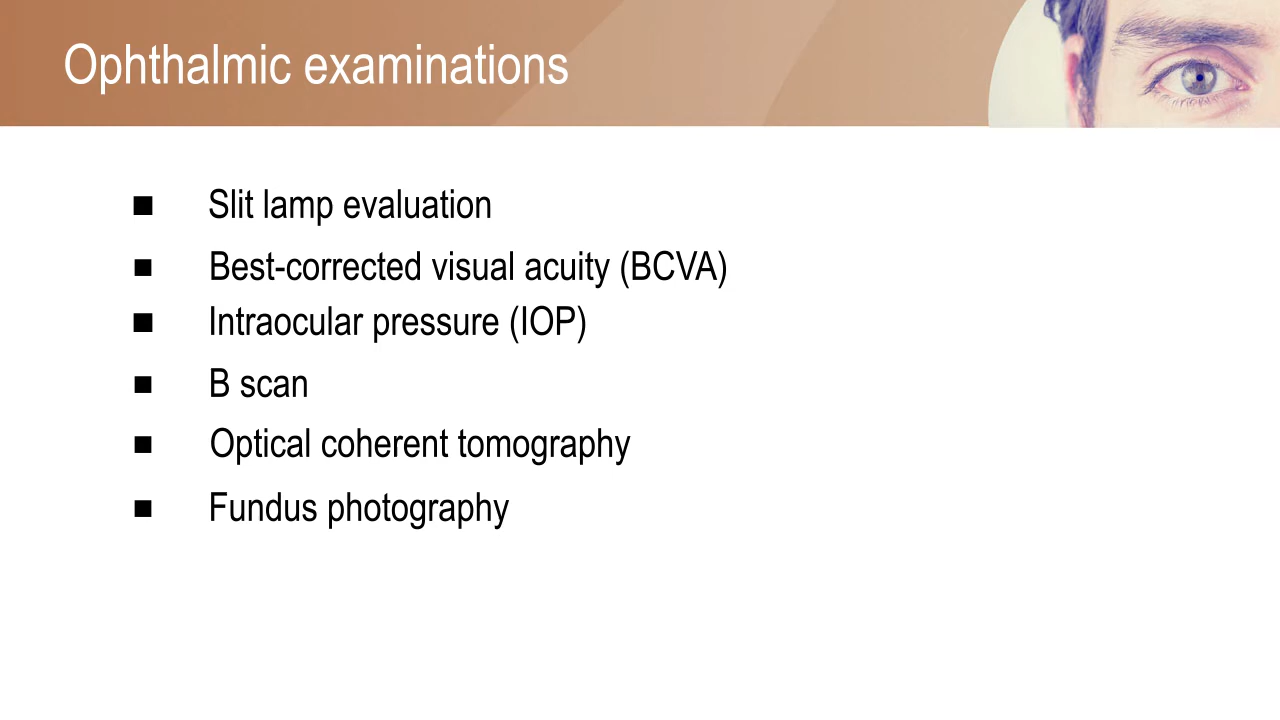 Ophthalmic examinations
■ Slit lamp evaluation
■ Best-corrected visual acuity (BCVA)
■ Intraocular pressure (IOP)
■ B scan
■ Optical coherent tomography
■ Fundus photography